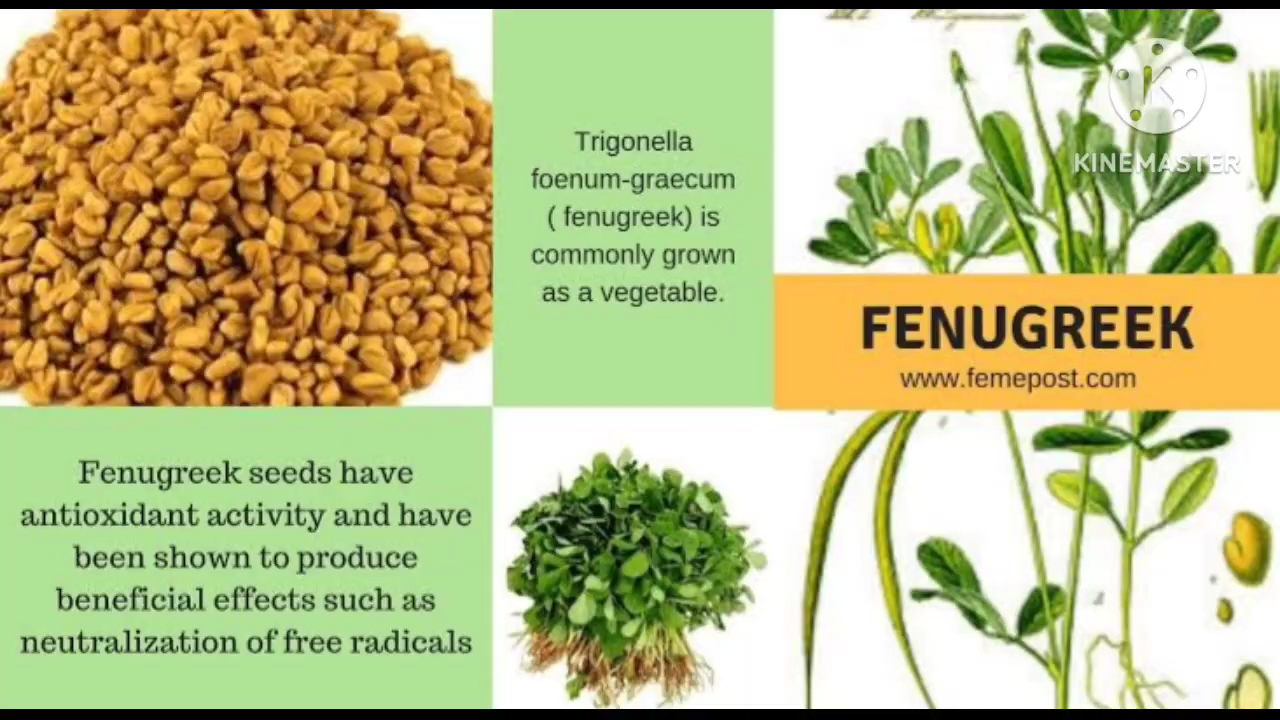 Trigonella
foenum-graecum
( fenugreek) is
commonly grown
as a vegetable.
KINEMASTER
FENUGREEK
www.femepost.com
Fenugreek seeds have
antioxidant activity and have
been shown to produce
beneficial effects such as
neutralization of free radicals